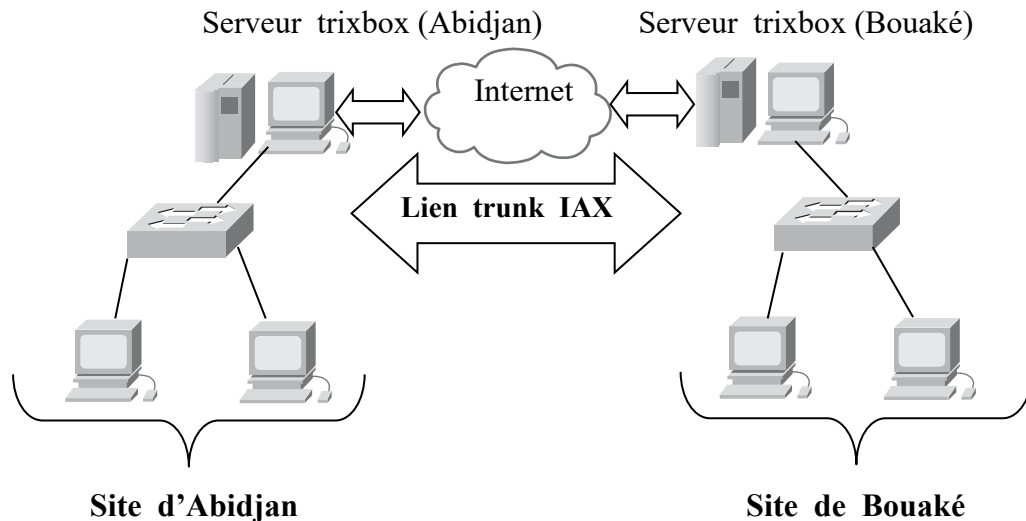 Serveur trixbox (Abidjan)
Serveur trixbox (Bouaké)
Internet
Lien trunk IAX
Site d’Abidjan
Site de Bouaké